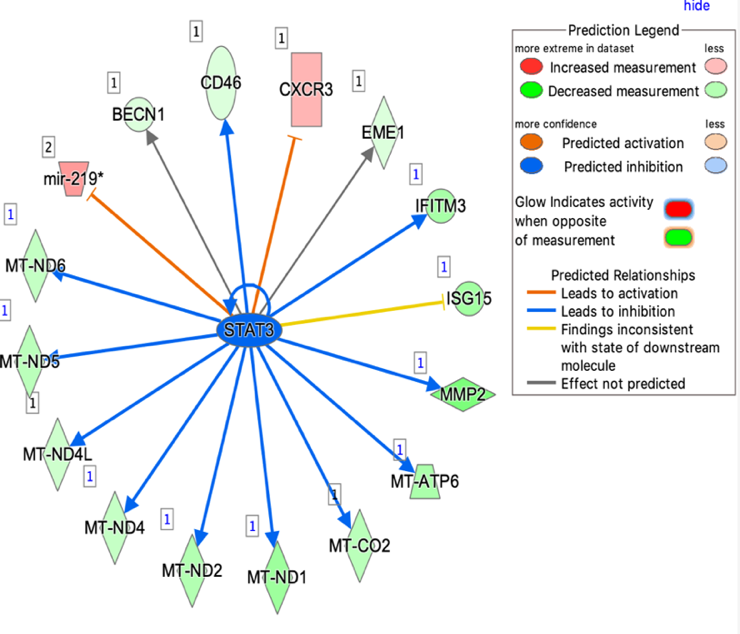 hide
1
CD46
1
CXCR3
1
BECN1
1
EME1
2
mir-219*
1
IFITM3
1
MT-ND6
1
ISG15
1
MT-ND5
STAT3
1
MMP2
1
MT-ND4L
1
MT-ATP6
1
MT-ND4
1
MT-ND2
1
MT-ND1
1
MT-CO2
Prediction Legend
more extreme in dataset less
Increased measurement
Decreased measurement
more confidence less
Predicted activation
Predicted inhibition
Glow Indicates activity
when opposite
of measurement
Predicted Relationships
Leads to activation
Leads to inhibition
Findings inconsistent
with state of downstream
molecule
Effect not predicted